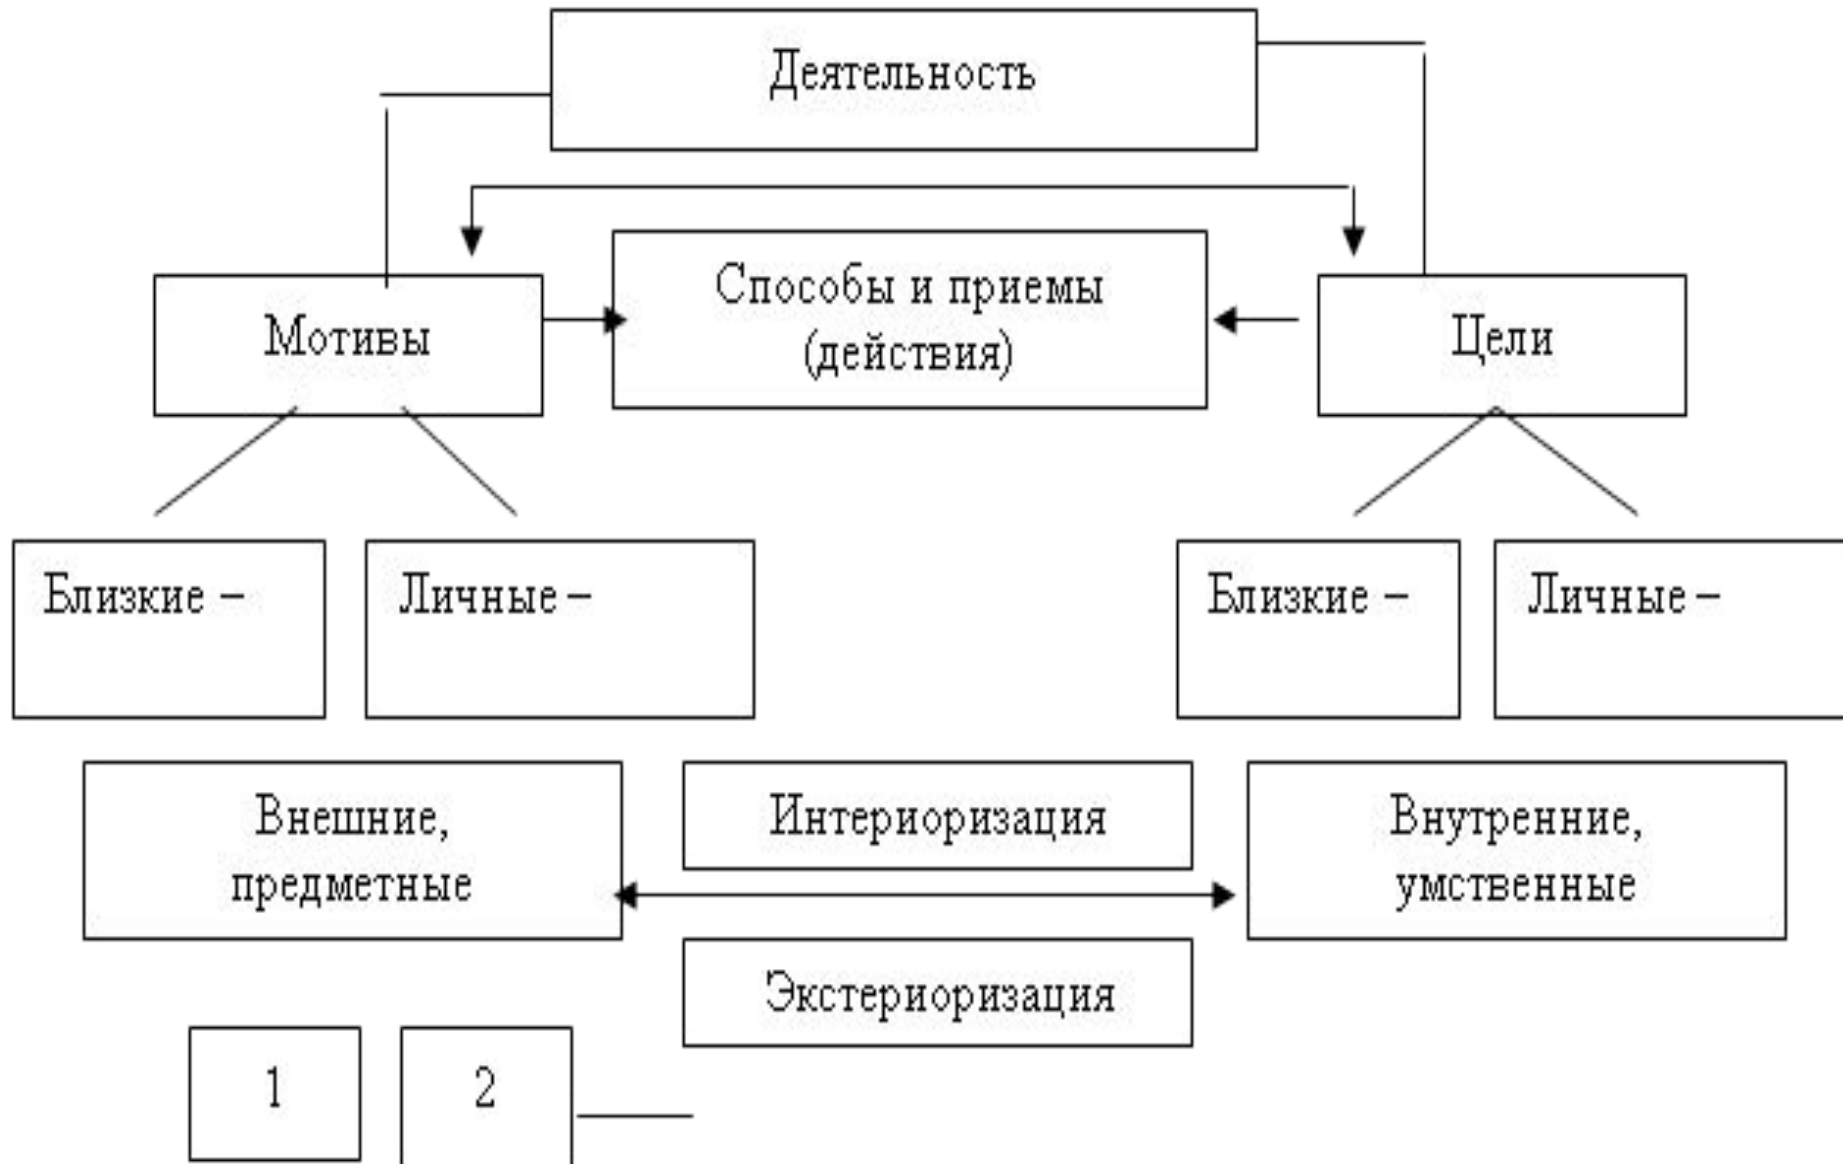 Деятельность
Способы и приемы
(действия)
Мотивы
Цели
Близкие –
Личные –
Близкие –
Личные –
Внешние,
предметные
Интериоризация
Внутренние,
умственные
Экстериоризация
1
2